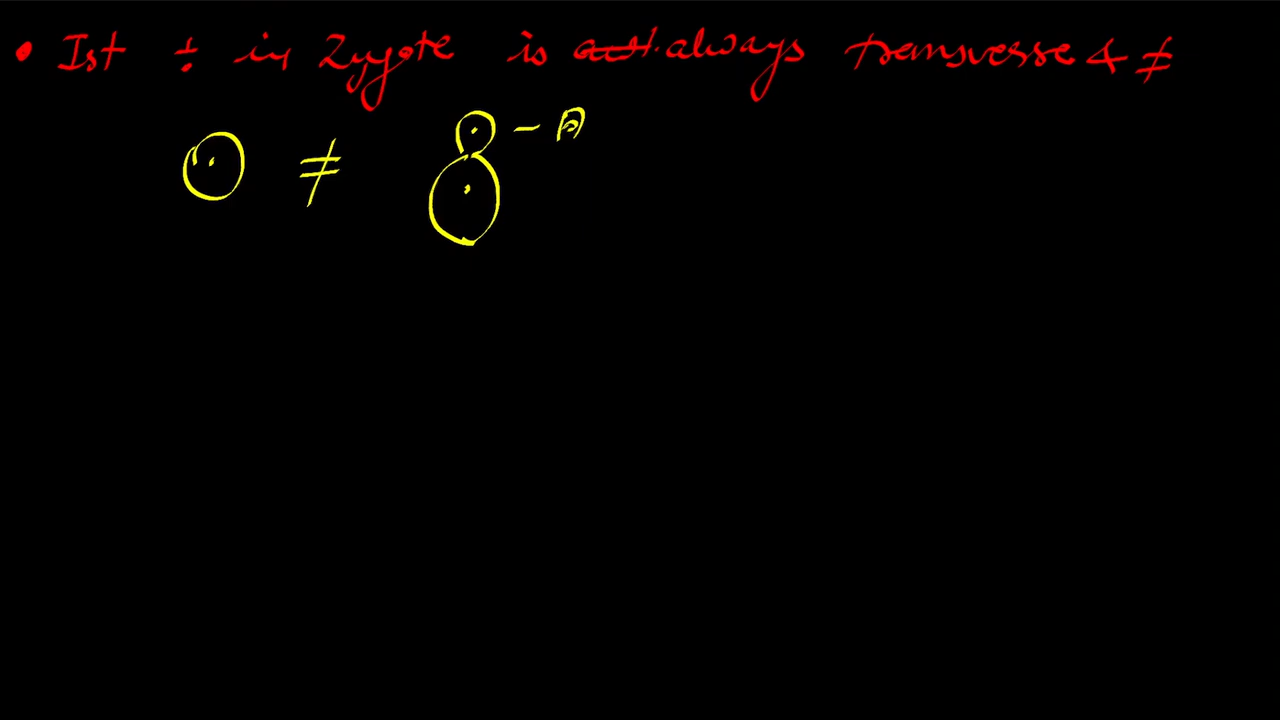 • Ist ÷ in Zygote is always transverse & ≠
≠ -